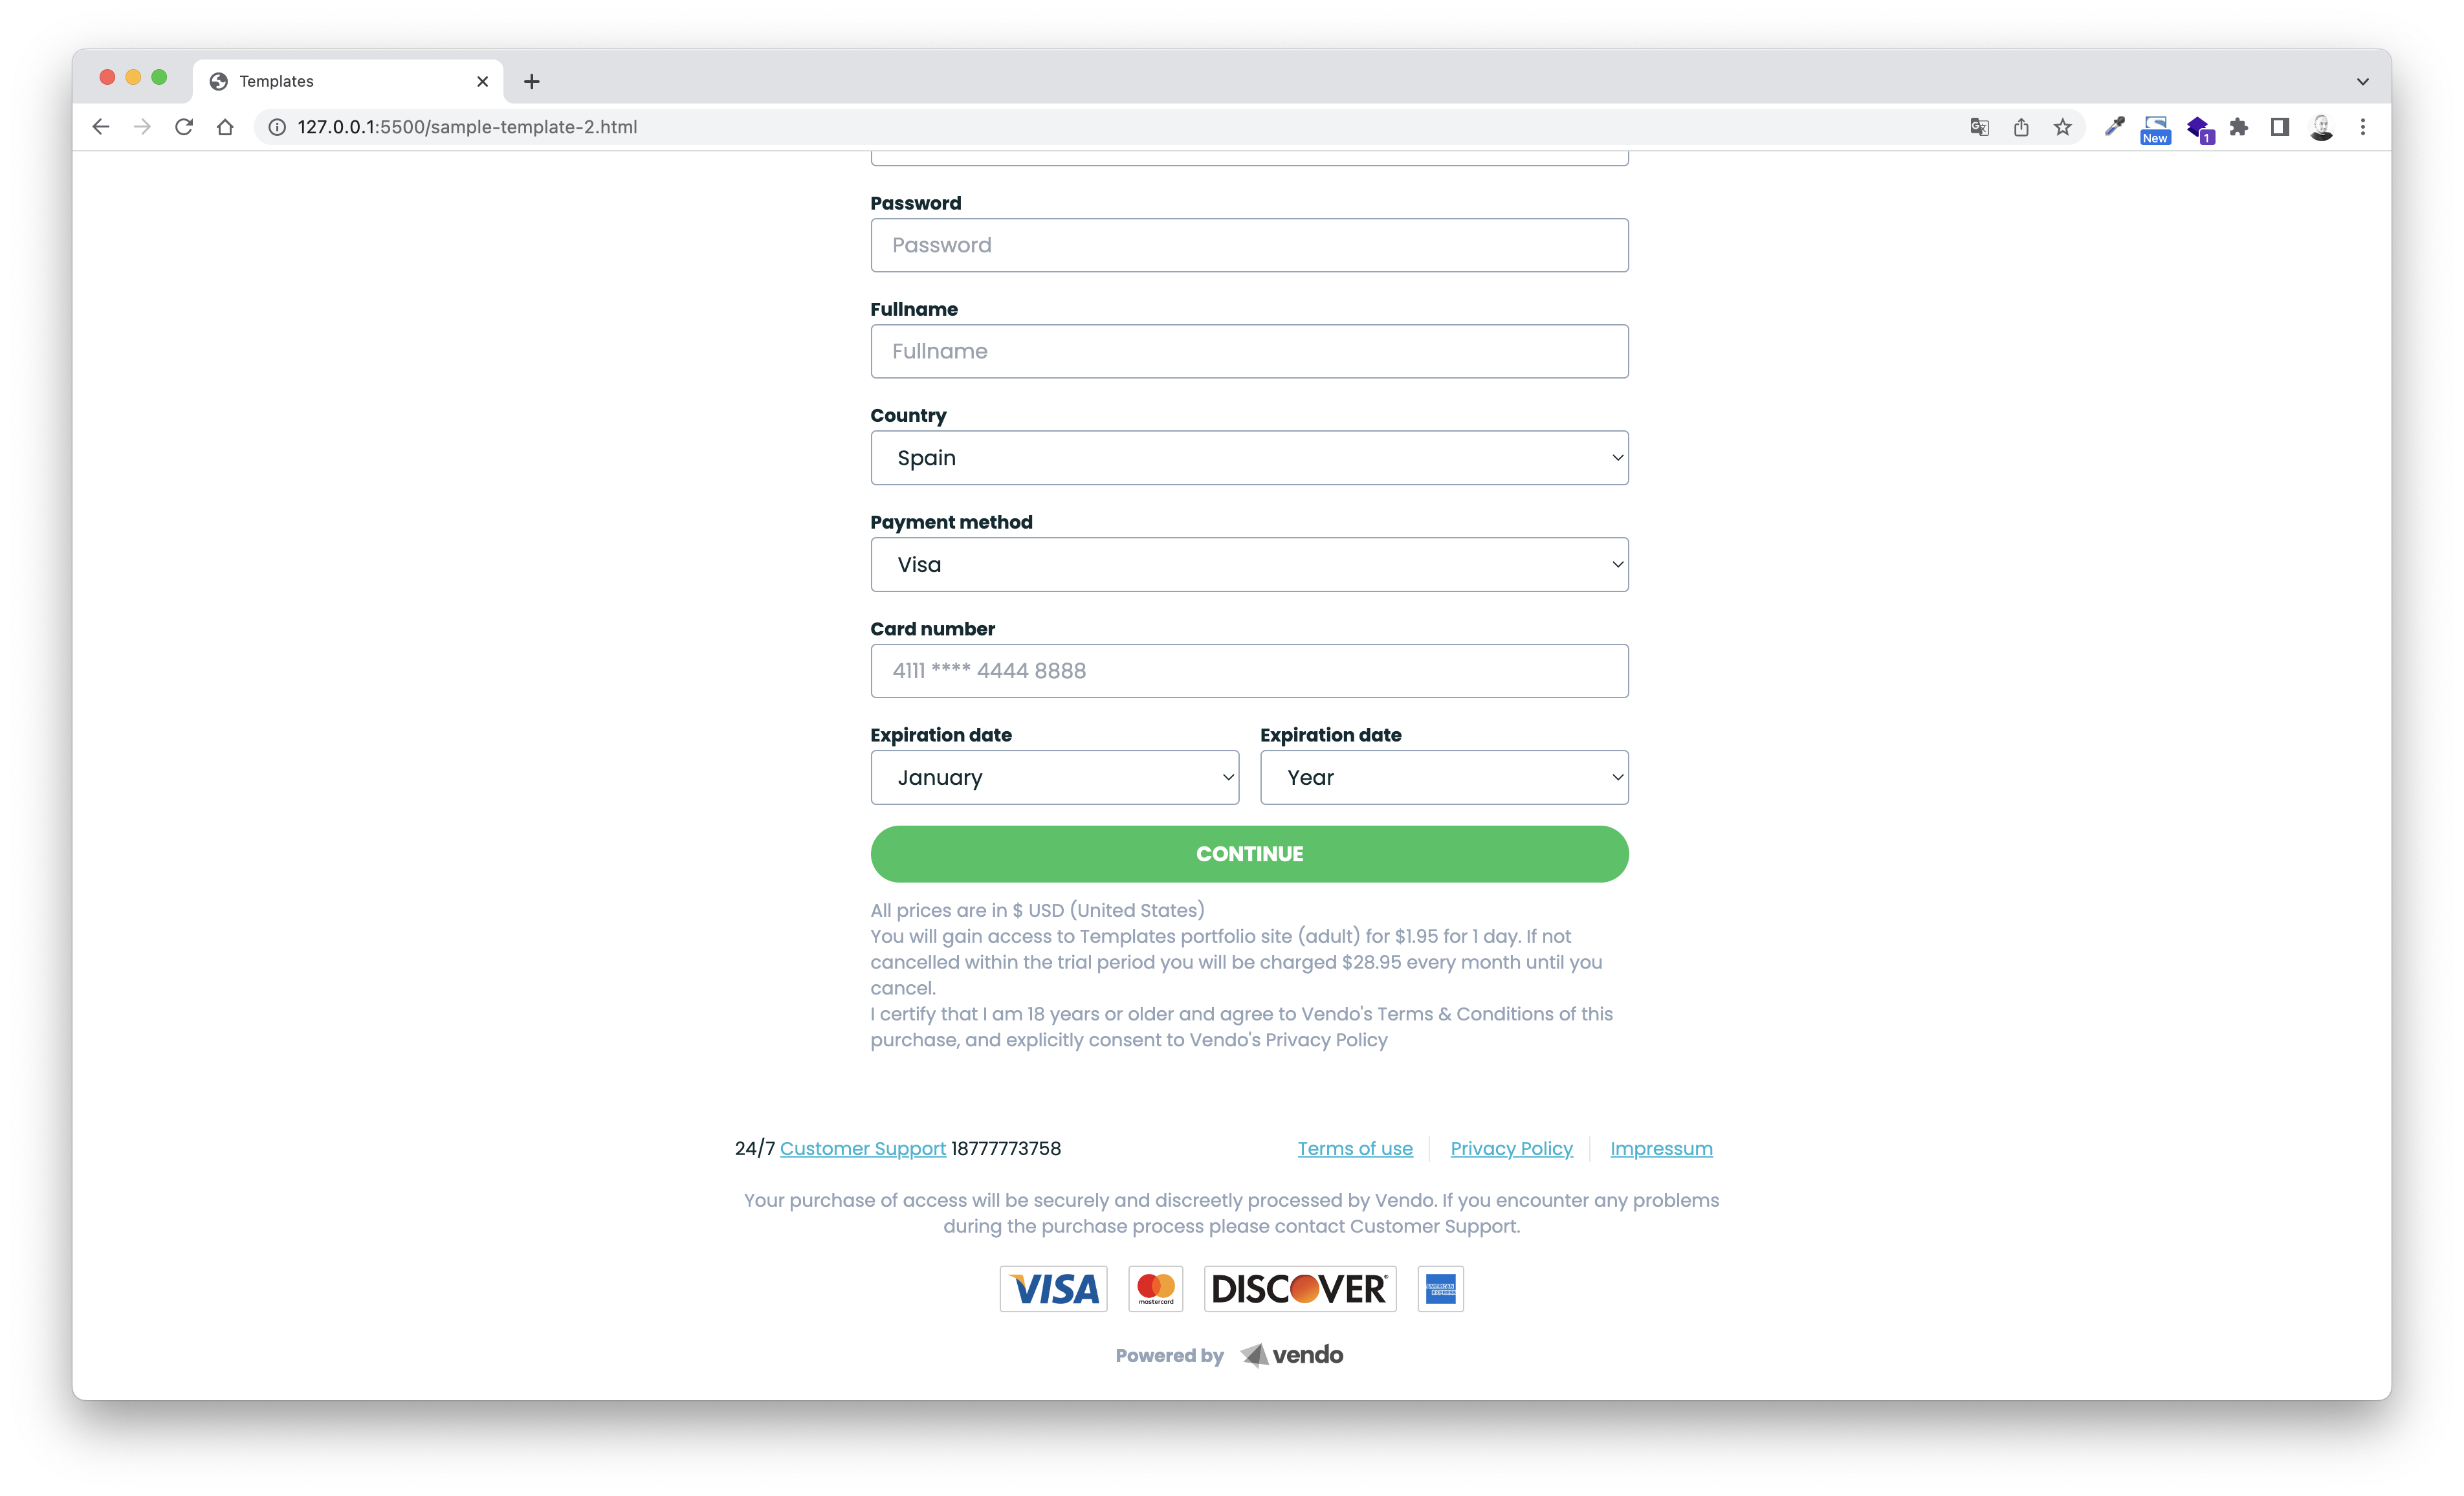 Templates
127.0.0.1:5500/sample-template-2.html
New
1
Password
Password
Fullname
Fullname
Country
Spain
Payment method
Visa
Card number
4111 **** 4444 8888
Expiration date
Expiration date
January
Year
CONTINUE
All prices are in $ USD (United States)
You will gain access to Templates portfolio site (adult) for $1.95 for 1 day. If not
cancelled within the trial period you will be charged $28.95 every month until you
cancel.
I certify that I am 18 years or older and agree to Vendo's Terms & Conditions of this
purchase, and explicitly consent to Vendo's Privacy Policy
24/7 Customer Support 18777773758
Terms of use
Privacy Policy
Impressum
Your purchase of access will be securely and discreetly processed by Vendo. If you encounter any problems
during the purchase process please contact Customer Support.
VISA
mastercard
DISCOVER
AMERICAN
EXPRESS
Powered by vendo